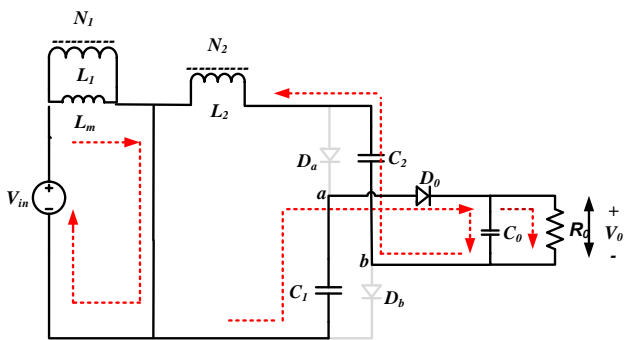 N1
N2
L1
L2
Lm
Da
C2
D0
Vin
+
-
a
C0
R0
+
V0
-
b
C1
Db